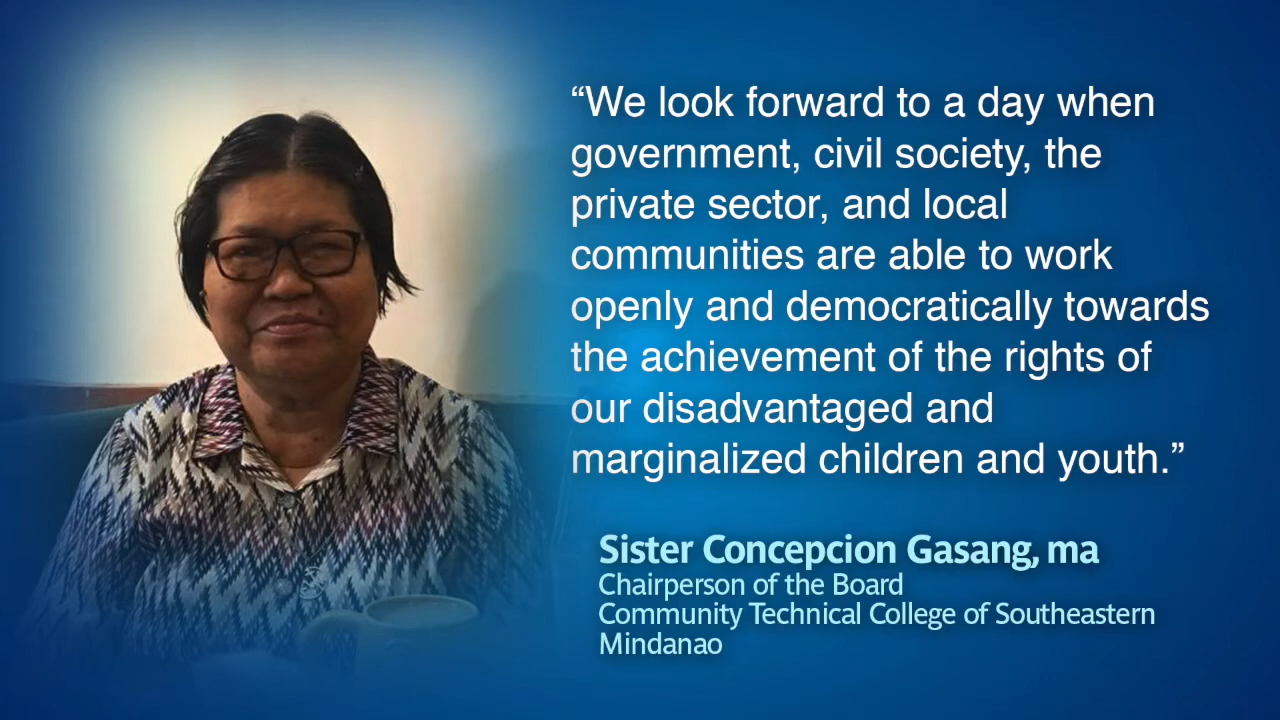 “We look forward to a day when
government, civil society, the
private sector, and local
communities are able to work
openly and democratically towards
the achievement of the rights of
our disadvantaged and
marginalized children and youth.”
Sister Concepcion Gasang, ma
Chairperson of the Board
Community Technical College of Southeastern
Mindanao